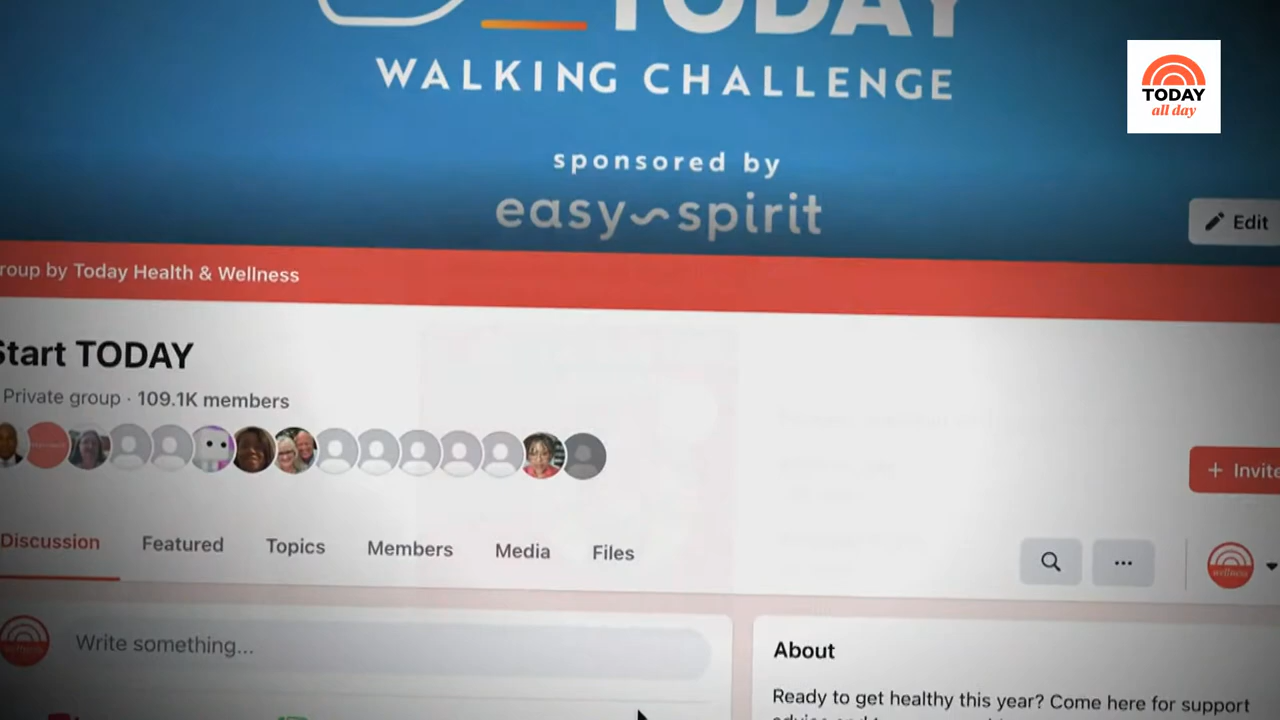 TODAY
WALKING CHALLENGE
TODAY
all day
sponsored by
easy spirit
Edit
roup by Today Health & Wellness
Start TODAY
Private group · 109.1K members
+ Invite
Discussion Featured Topics Members Media Files
Write something...
About
Ready to get healthy this year? Come here for support